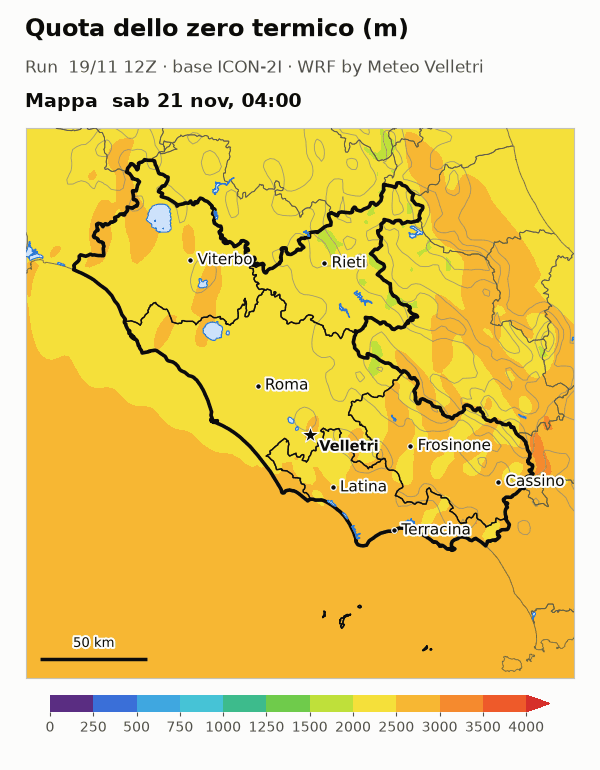 Quota dello zero termico (m)
Run  19/11 12Z · base ICON-2I · WRF by Meteo Velletri
Mappa  sab 21 nov, 04:00
Viterbo
Rieti
Roma
Velletri
Frosinone
Latina
Cassino
Terracina
50 km
0 250 500 750 1000 1250 1500 2000 2500 3000 3500 4000